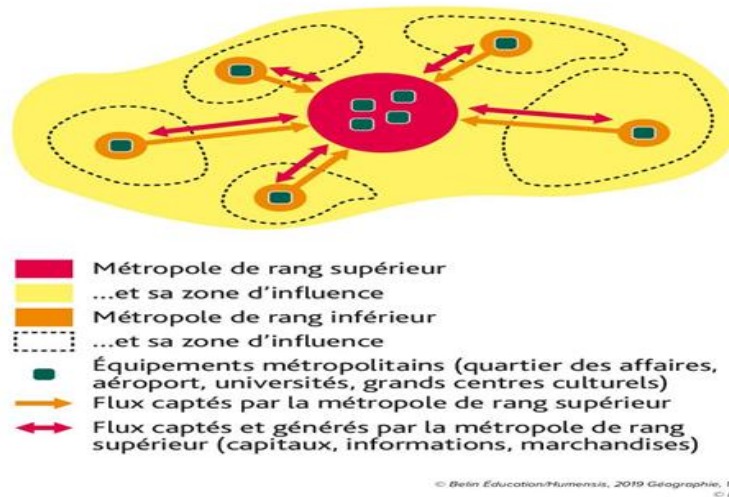 Métropole de rang supérieur
...et sa zone d'influence
Métropole de rang inférieur
...et sa zone d'influence
Équipements métropolitains (quartier des affaires,
aéroport, universités, grands centres culturels)
Flux captés par la métropole de rang supérieur
Flux captés et générés par la métropole de rang
supérieur (capitaux, informations, marchandises)
© Belin Éducation/Humensis, 2019 Géographie,
©